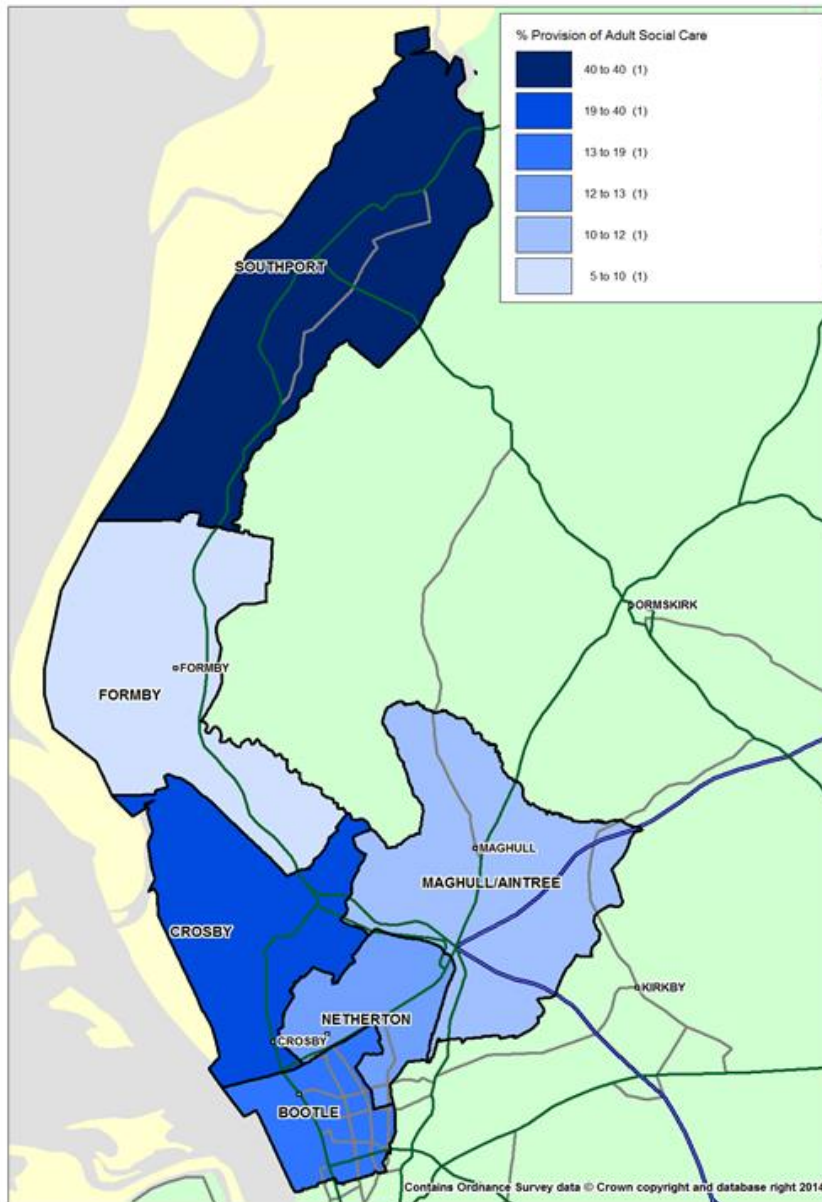 % Provision of Adult Social Care
40 to 40 (1)
19 to 40 (1)
13 to 19 (1)
12 to 13 (1)
10 to 12 (1)
5 to 10 (1)
SOUTHPORT
ORMSKIRK
FORMBY
FORMBY
MAGHULL
MAGHULL/AINTREE
CROSBY
KIRKBY
NETHERTON
CROSBY
BOOTLE
Contains Ordnance Survey data © Crown copyright and database right 2014